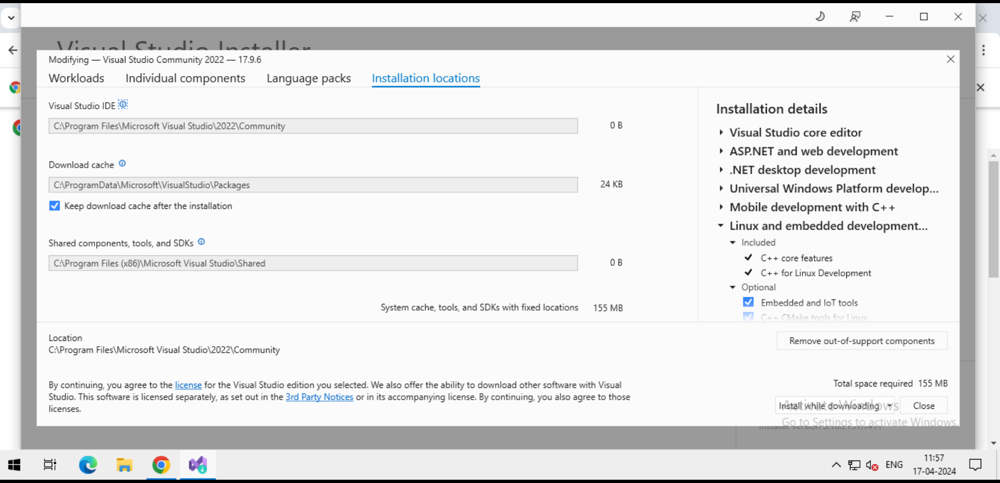 Visual Studio Installer
Modifying — Visual Studio Community 2022 — 17.9.6
Workloads Individual components Language packs Installation locations
Visual Studio IDE
C:\Program Files\Microsoft Visual Studio\2022\Community 0 B
Download cache
C:\ProgramData\Microsoft\VisualStudio\Packages 24 KB
Keep download cache after the installation
Shared components, tools, and SDKs
C:\Program Files (x86)\Microsoft Visual Studio\Shared 0 B
System cache, tools, and SDKs with fixed locations 155 MB
Installation details
Visual Studio core editor
ASP.NET and web development
.NET desktop development
Universal Windows Platform develop...
Mobile development with C++
Linux and embedded development...
Included
C++ core features
C++ for Linux Development
Optional
Embedded and IoT tools
C++ CMake tools for Linux
Location
C:\Program Files\Microsoft Visual Studio\2022\Community
Remove out-of-support components
By continuing, you agree to the license for the Visual Studio edition you selected. We also offer the ability to download other software with Visual
Studio. This software is licensed separately, as set out in the 3rd Party Notices or in its accompanying license. By continuing, you also agree to those
licenses.
Total space required 155 MB
Install while downloading Close
Activate Windows
Go to Settings to activate Windows.
Installer version
ENG
11:57
17-04-2024